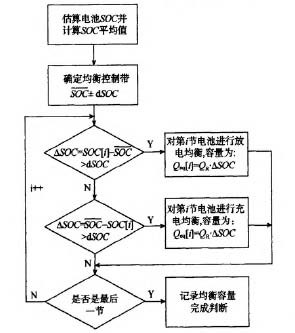 估算电池SOC并
计算SOC平均值
确定均衡控制带
SOC± dSOC
ΔSOC=SOC[i]−SOC
>dSOC
Y
对第i节电池进行放
电均衡,容量为:
Q_eq[i]=Q_R·ΔSOC
i++
N
ΔSOC=SOC−SOC[i]
>dSOC
Y
对第i节电池进行充
电均衡,容量为:
Q_eq[i]=Q_R·ΔSOC
N
N
是否是最后
一节
Y
记录均衡容量
完成判断